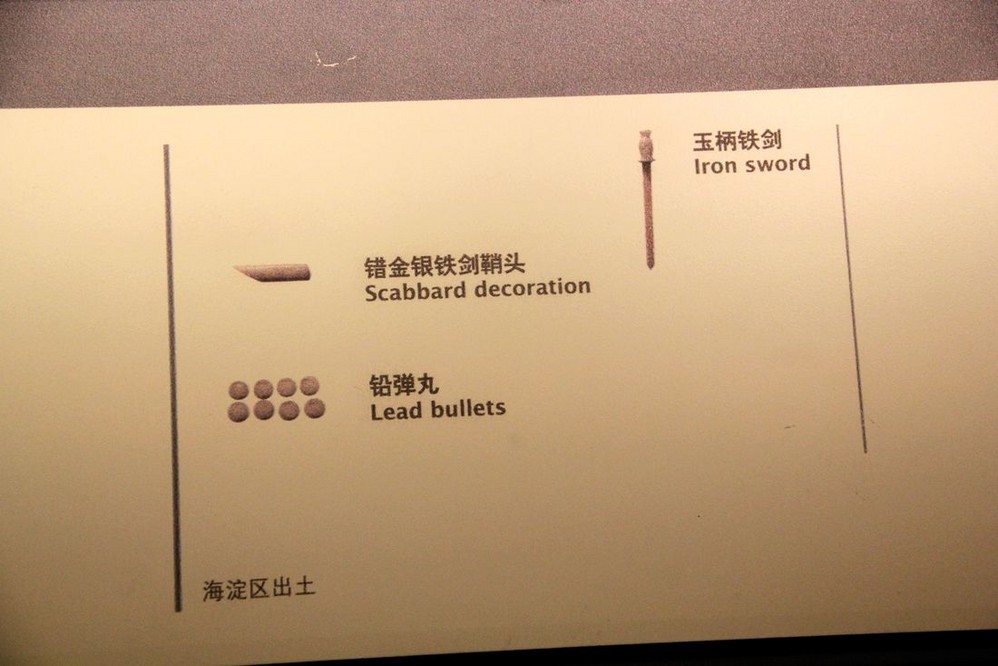 玉柄铁剑
Iron sword
错金银铁剑鞘头
Scabbard decoration
铅弹丸
Lead bullets
海淀区出土